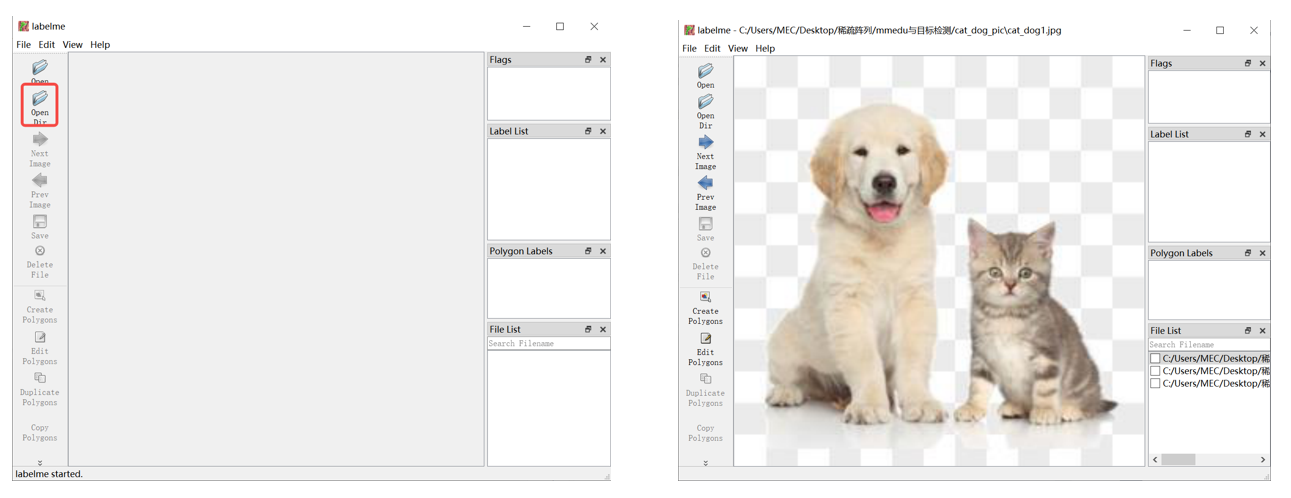 labelme
File Edit View Help
Open
Open
Dir
Next
Image
Prev
Image
Save
Delete
File
Create
Polygons
Edit
Polygons
Duplicate
Polygons
Copy
Polygons
Flags
Label List
Polygon Labels
File List
Search Filename
labelme started.
labelme - C:/Users/MEC/Desktop/稀疏阵列/mmedu与目标检测/cat_dog_pic\cat_dog1.jpg
File Edit View Help
Open
Open
Dir
Next
Image
Prev
Image
Save
Delete
File
Create
Polygons
Edit
Polygons
Duplicate
Polygons
Copy
Polygons
Flags
Label List
Polygon Labels
File List
Search Filename
C:/Users/MEC/Desktop/稀
C:/Users/MEC/Desktop/稀
C:/Users/MEC/Desktop/稀